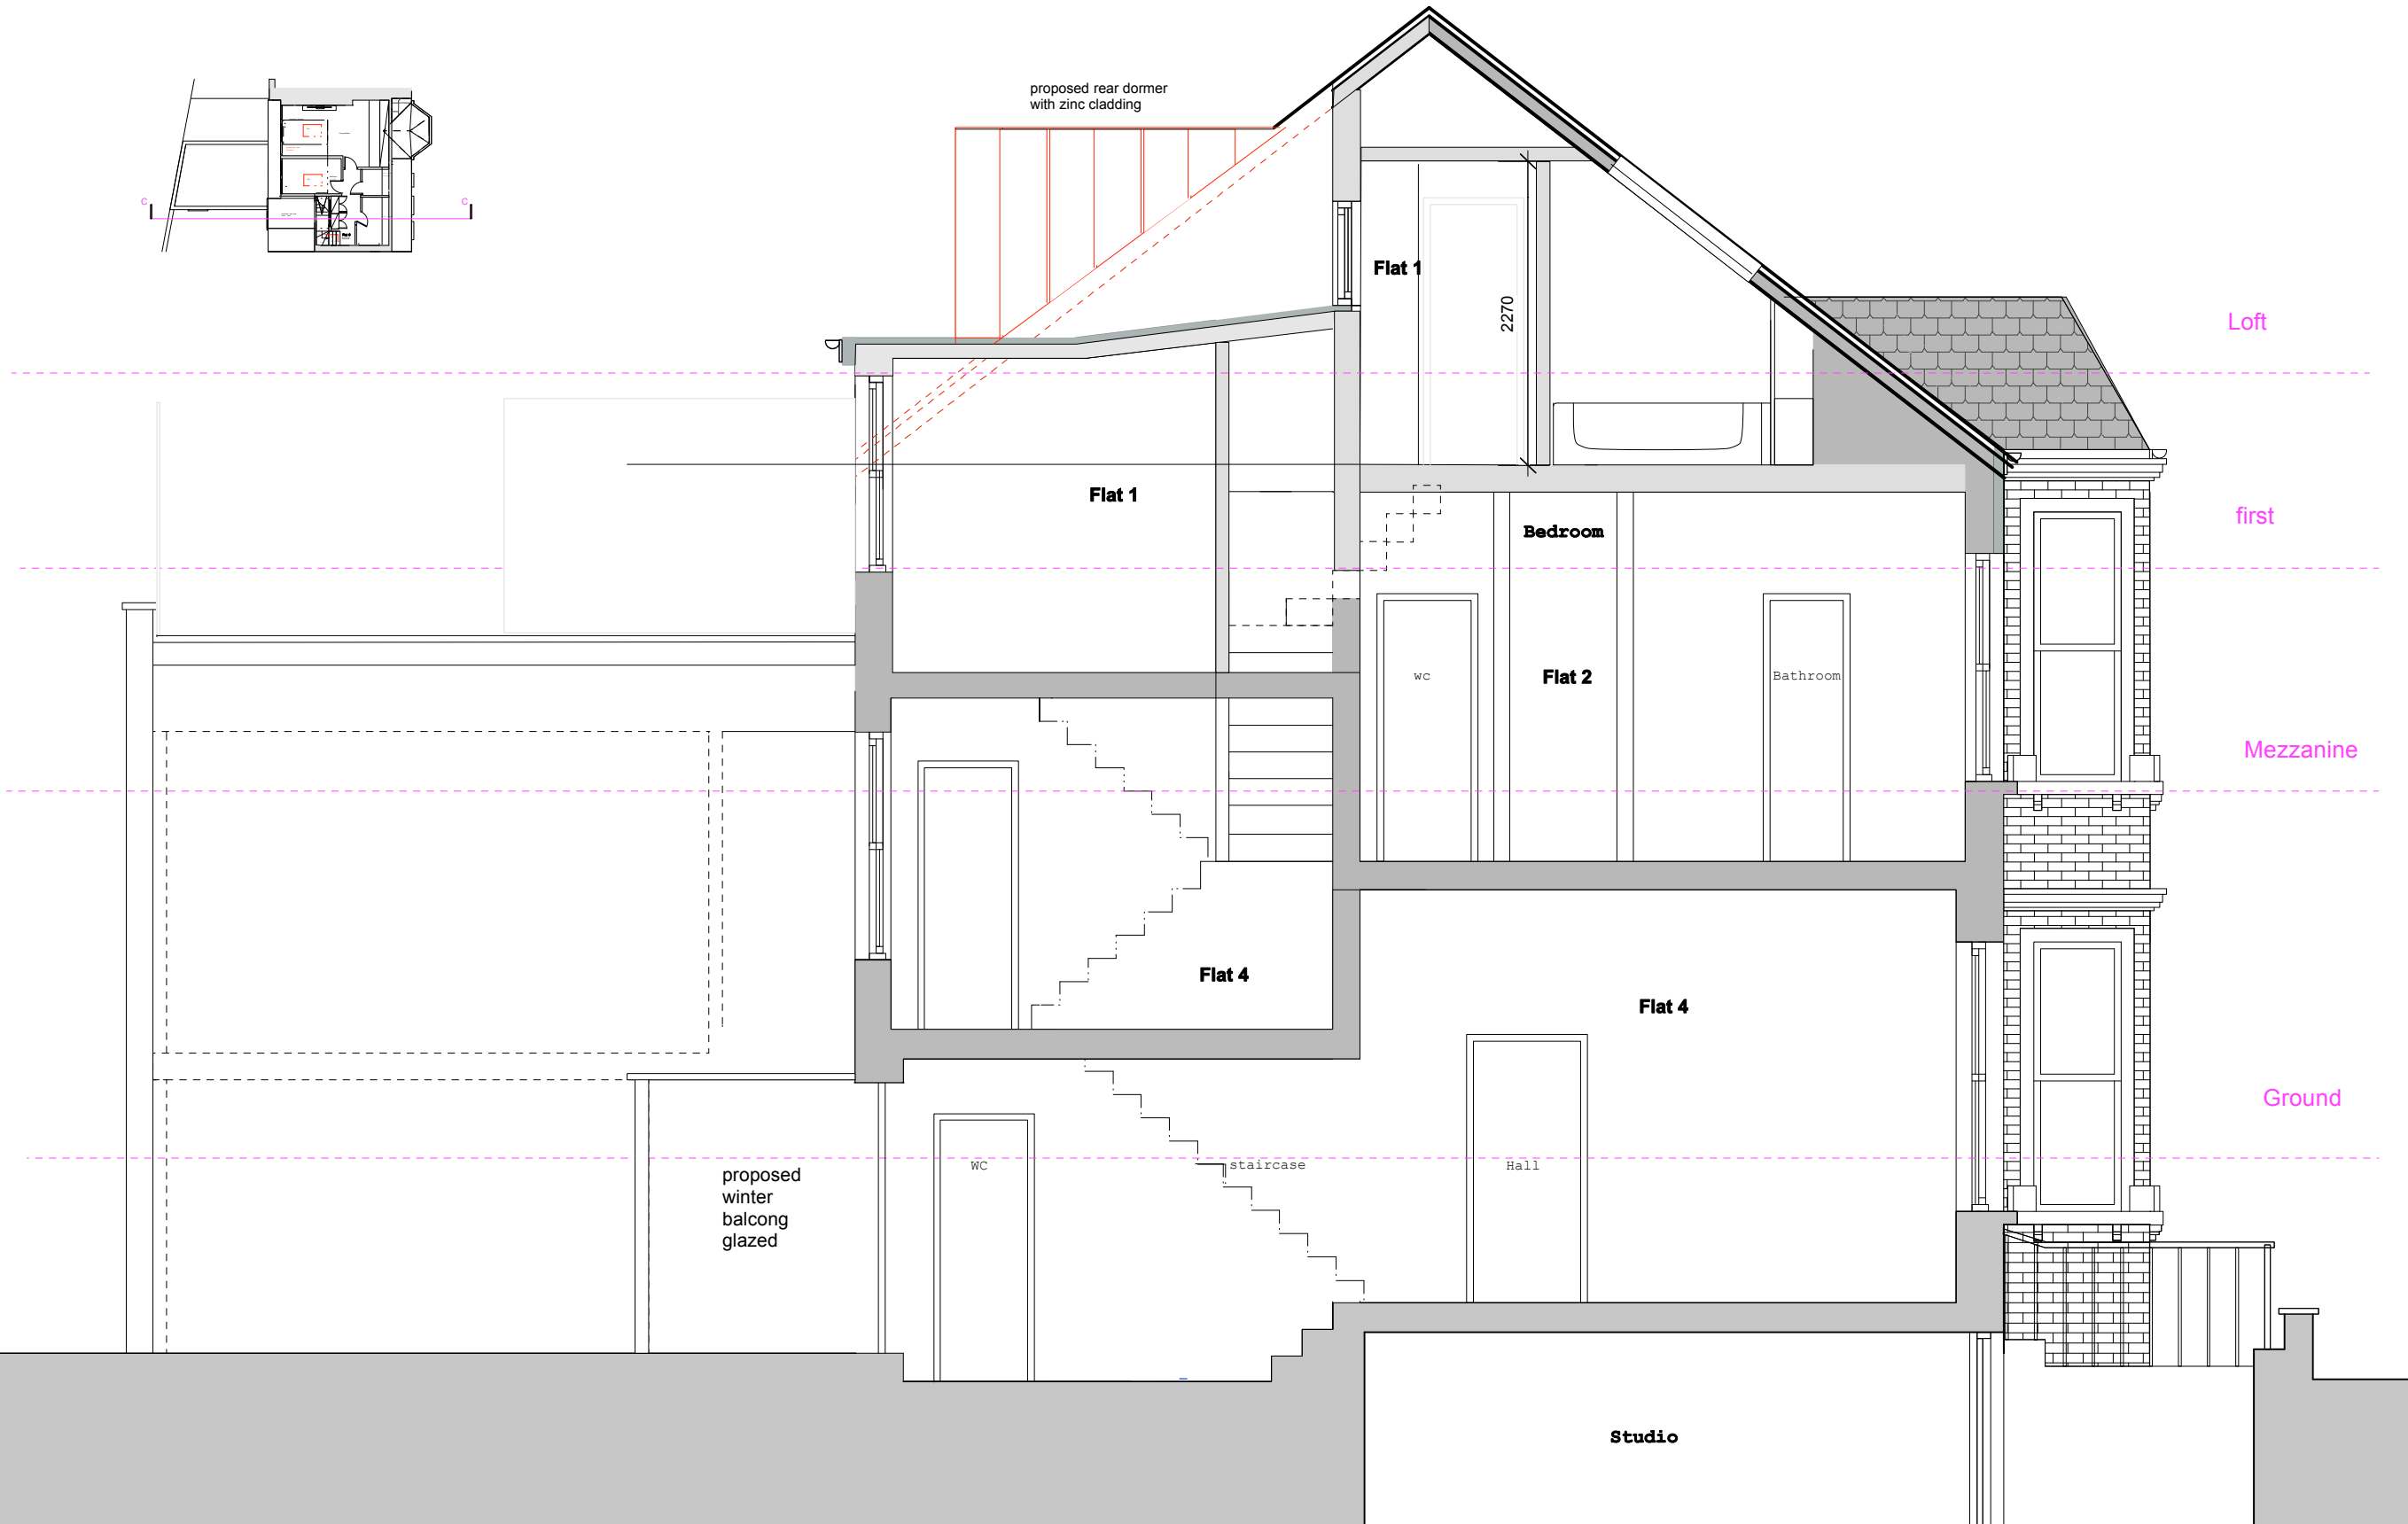 proposed rear dormer
with zinc cladding
C
C
Flat 1
2270
Loft
Flat 1
Bedroom
first
wc
Flat 2
Bathroom
Mezzanine
Flat 4
Flat 4
Ground
WC
staircase
Hall
proposed
winter
balcong
glazed
Studio